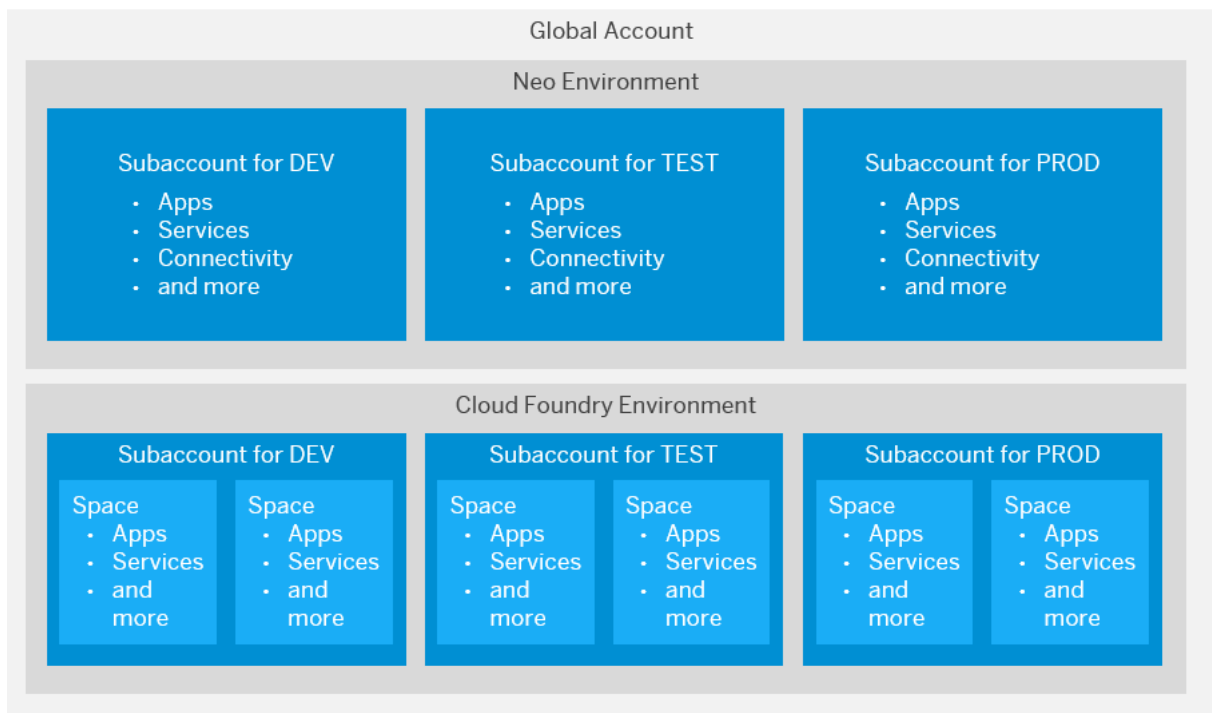 Global Account
Neo Environment
Subaccount for DEV
• Apps
• Services
• Connectivity
• and more
Subaccount for TEST
• Apps
• Services
• Connectivity
• and more
Subaccount for PROD
• Apps
• Services
• Connectivity
• and more
Cloud Foundry Environment
Subaccount for DEV
Space
• Apps
• Services
• and
more
Space
• Apps
• Services
• and
more
Subaccount for TEST
Space
• Apps
• Services
• and
more
Space
• Apps
• Services
• and
more
Subaccount for PROD
Space
• Apps
• Services
• and
more
Space
• Apps
• Services
• and
more